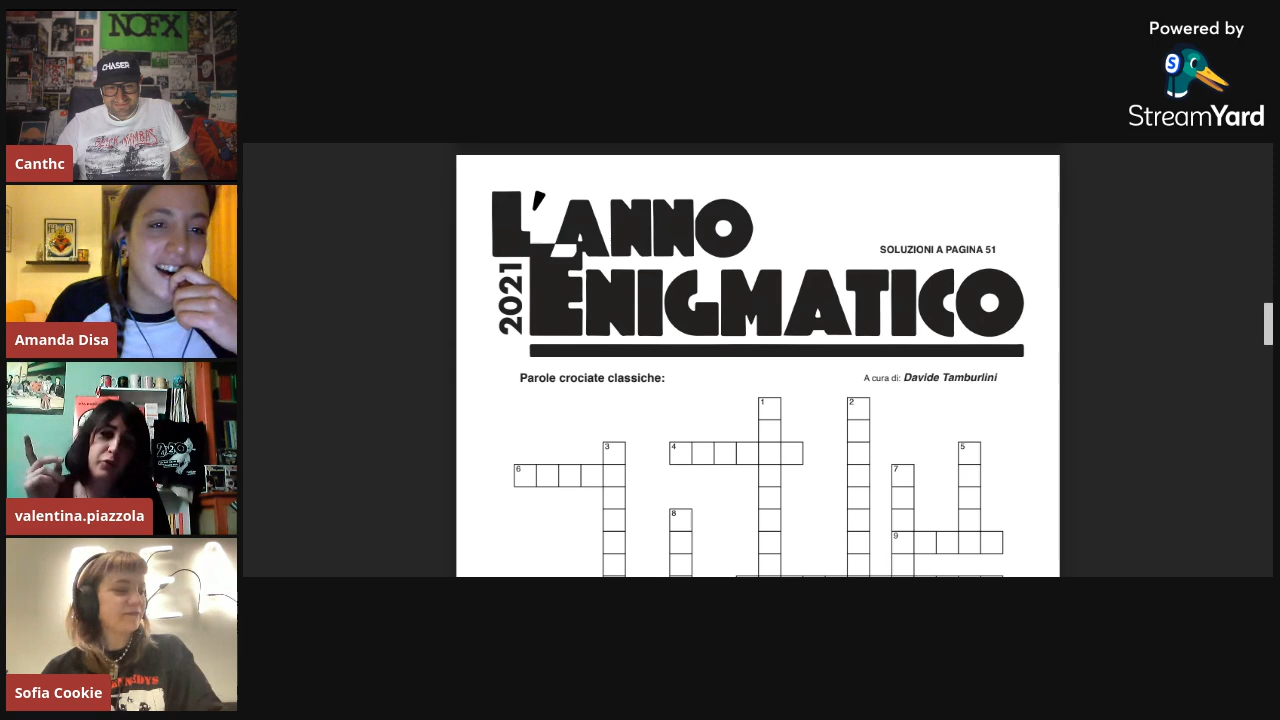 NOFX
CHASER
Canthc
Amanda Disa
valentina.piazzola
Sofia Cookie
Powered by
S
StreamYard
L'ANNO
ENIGMATICO
2021
SOLUZIONI A PAGINA 51
Parole crociate classiche:
A cura di: Davide Tamburlini
1
2
3
4
5
6
7
8
9